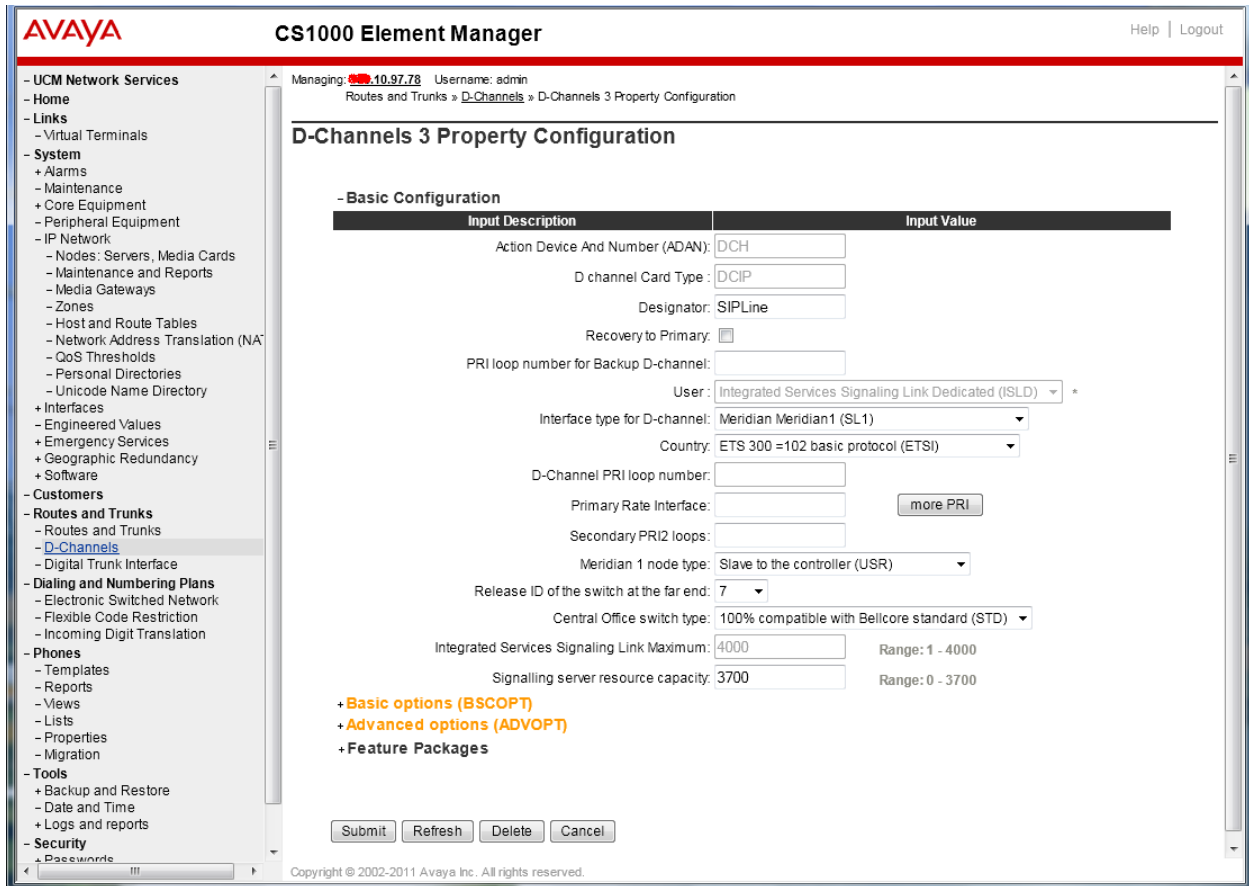 AVAYA
CS1000 Element Manager
Help | Logout
- UCM Network Services
- Home
- Links
- Virtual Terminals
- System
+ Alarms
- Maintenance
+ Core Equipment
- Peripheral Equipment
- IP Network
- Nodes: Servers, Media Cards
- Maintenance and Reports
- Media Gateways
- Zones
- Host and Route Tables
- Network Address Translation (NAT
- QoS Thresholds
- Personal Directories
- Unicode Name Directory
+ Interfaces
- Engineered Values
+ Emergency Services
+ Geographic Redundancy
+ Software
- Customers
- Routes and Trunks
- Routes and Trunks
- D-Channels
- Digital Trunk Interface
- Dialing and Numbering Plans
- Electronic Switched Network
- Flexible Code Restriction
- Incoming Digit Translation
- Phones
- Templates
- Reports
- Views
- Lists
- Properties
- Migration
- Tools
+ Backup and Restore
- Date and Time
+ Logs and reports
- Security
+ Passwords
Managing: .10.97.78 Username: admin
Routes and Trunks » D-Channels » D-Channels 3 Property Configuration
D-Channels 3 Property Configuration
- Basic Configuration
Input Description Input Value
Action Device And Number (ADAN): DCH
D channel Card Type : DCIP
Designator: SIPLine
Recovery to Primary:
PRI loop number for Backup D-channel:
User : Integrated Services Signaling Link Dedicated (ISLD) *
Interface type for D-channel: Meridian Meridian1 (SL1)
Country: ETS 300 =102 basic protocol (ETSI)
D-Channel PRI loop number:
Primary Rate Interface: more PRI
Secondary PRI2 loops:
Meridian 1 node type: Slave to the controller (USR)
Release ID of the switch at the far end: 7
Central Office switch type: 100% compatible with Bellcore standard (STD)
Integrated Services Signaling Link Maximum: 4000 Range: 1 - 4000
Signalling server resource capacity: 3700 Range: 0 - 3700
+ Basic options (BSCOPT)
+ Advanced options (ADVOPT)
+ Feature Packages
Submit Refresh Delete Cancel
Copyright © 2002-2011 Avaya Inc. All rights reserved.